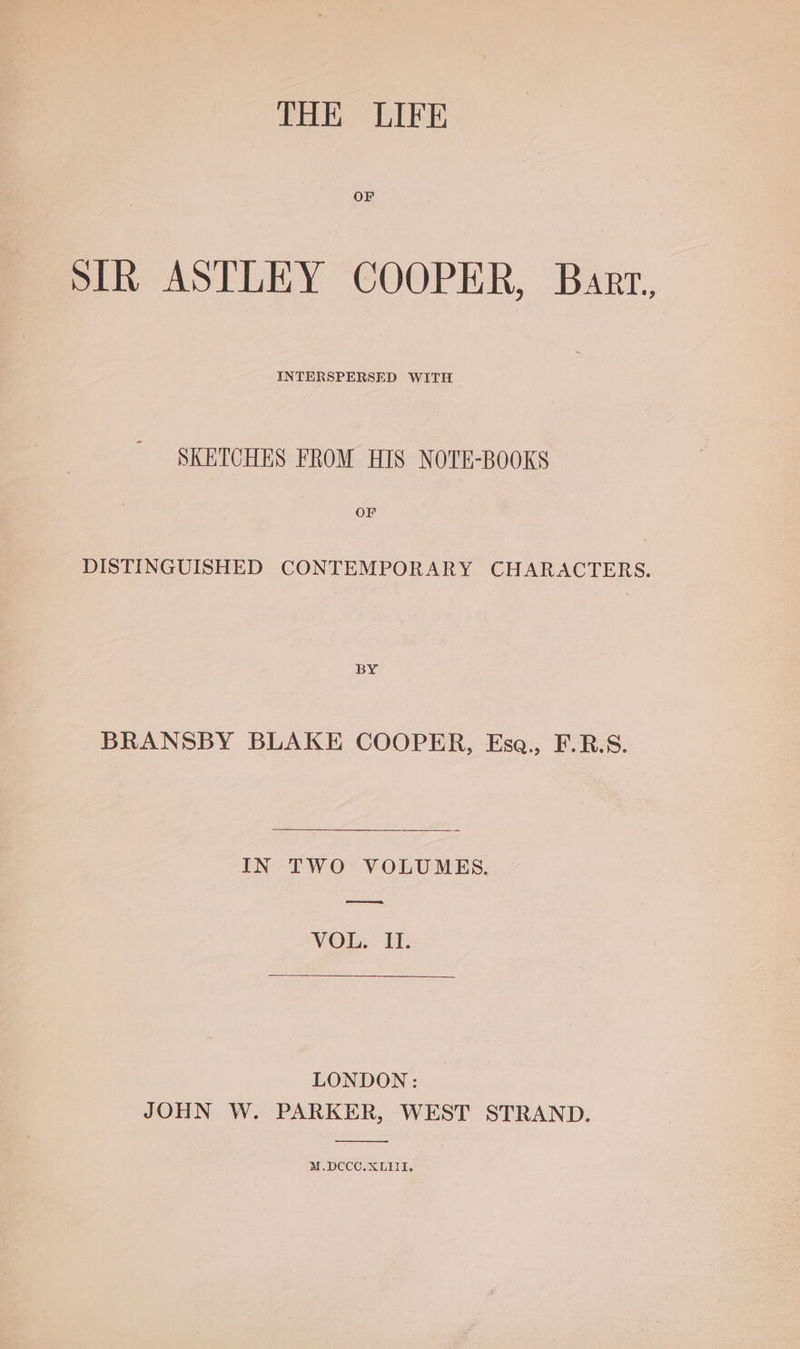 THE LIFE
OF
SIR ASTLEY COOPER, BART.,
INTERSPERSED WITH
SKETCHES FROM HIS NOTE-BOOKS
OF
DISTINGUISHED CONTEMPORARY CHARACTERS.
BY
BRANSBY BLAKE COOPER, Esq., F.R.S.
IN TWO VOLUMES.
VOL. II.
LONDON:
JOHN W. PARKER, WEST STRAND.
M.DCCC.XLIII.